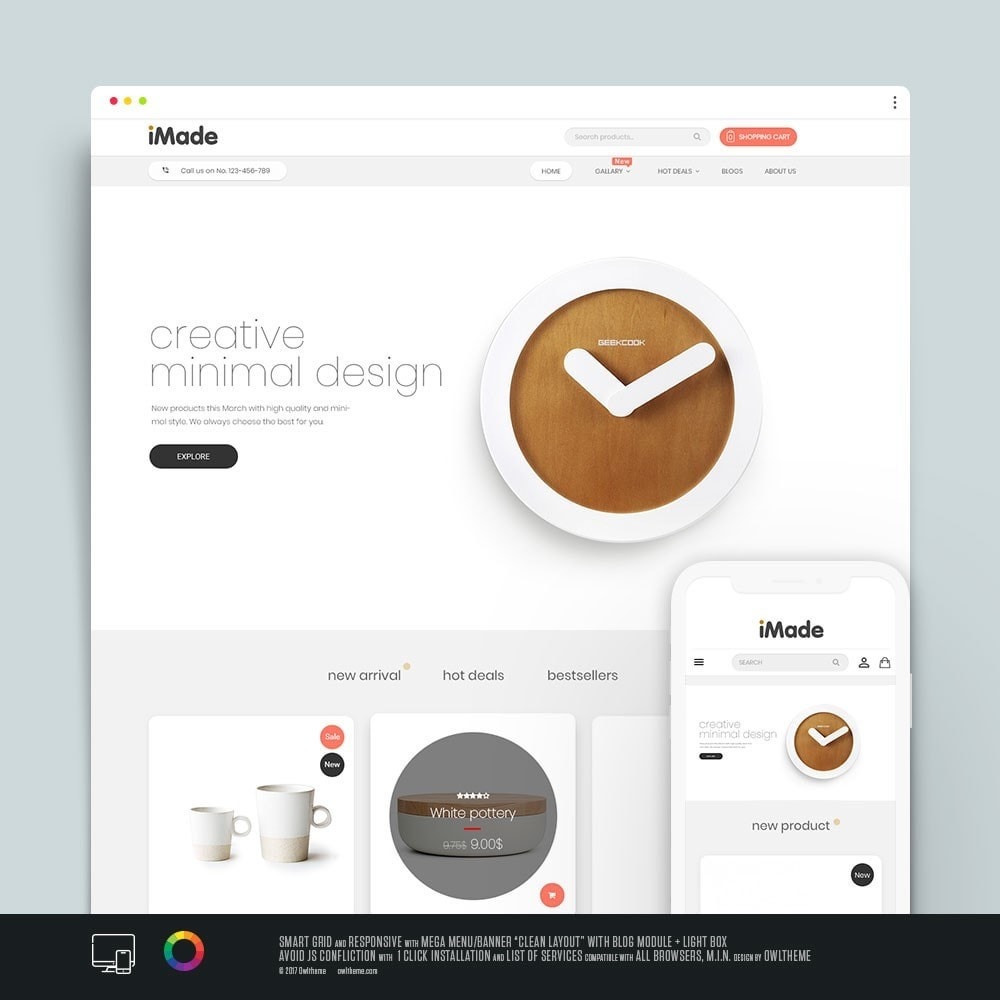 iMade
Search products..
0 SHOPPING CART
Call us on No. 123-456-789
HOME
New
GALLARY
HOT DEALS
BLOGS
ABOUT US
GEEKCOOK
creative
minimal design
New products this March with high quality and mini-
mal style. We always choose the best for you.
EXPLORE
new arrival
hot deals
bestsellers
Sale
New
White pottery
9.75$ 9.00$
iMade
SEARCH
creative
minimal design
new product
New
SMART GRID AND RESPONSIVE WITH MEGA MENU/BANNER "CLEAN LAYOUT" WITH BLOG MODULE + LIGHT BOX
AVOID JS CONFLICTION WITH 1 CLICK INSTALLATION AND LIST OF SERVICES COMPATIBLE WITH ALL BROWSERS, M.I.N. DESIGN BY OWLTHEME
© 2017 Owltheme owltheme.com